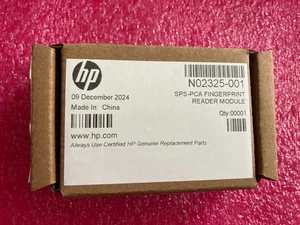 hp
N02325-001
09 December 2024
SPS-PCA FINGERPRINT
READER MODULE
Made In: China
Qty:00001
www.hp.com
Always Use Certified HP Genuine Replacement Parts